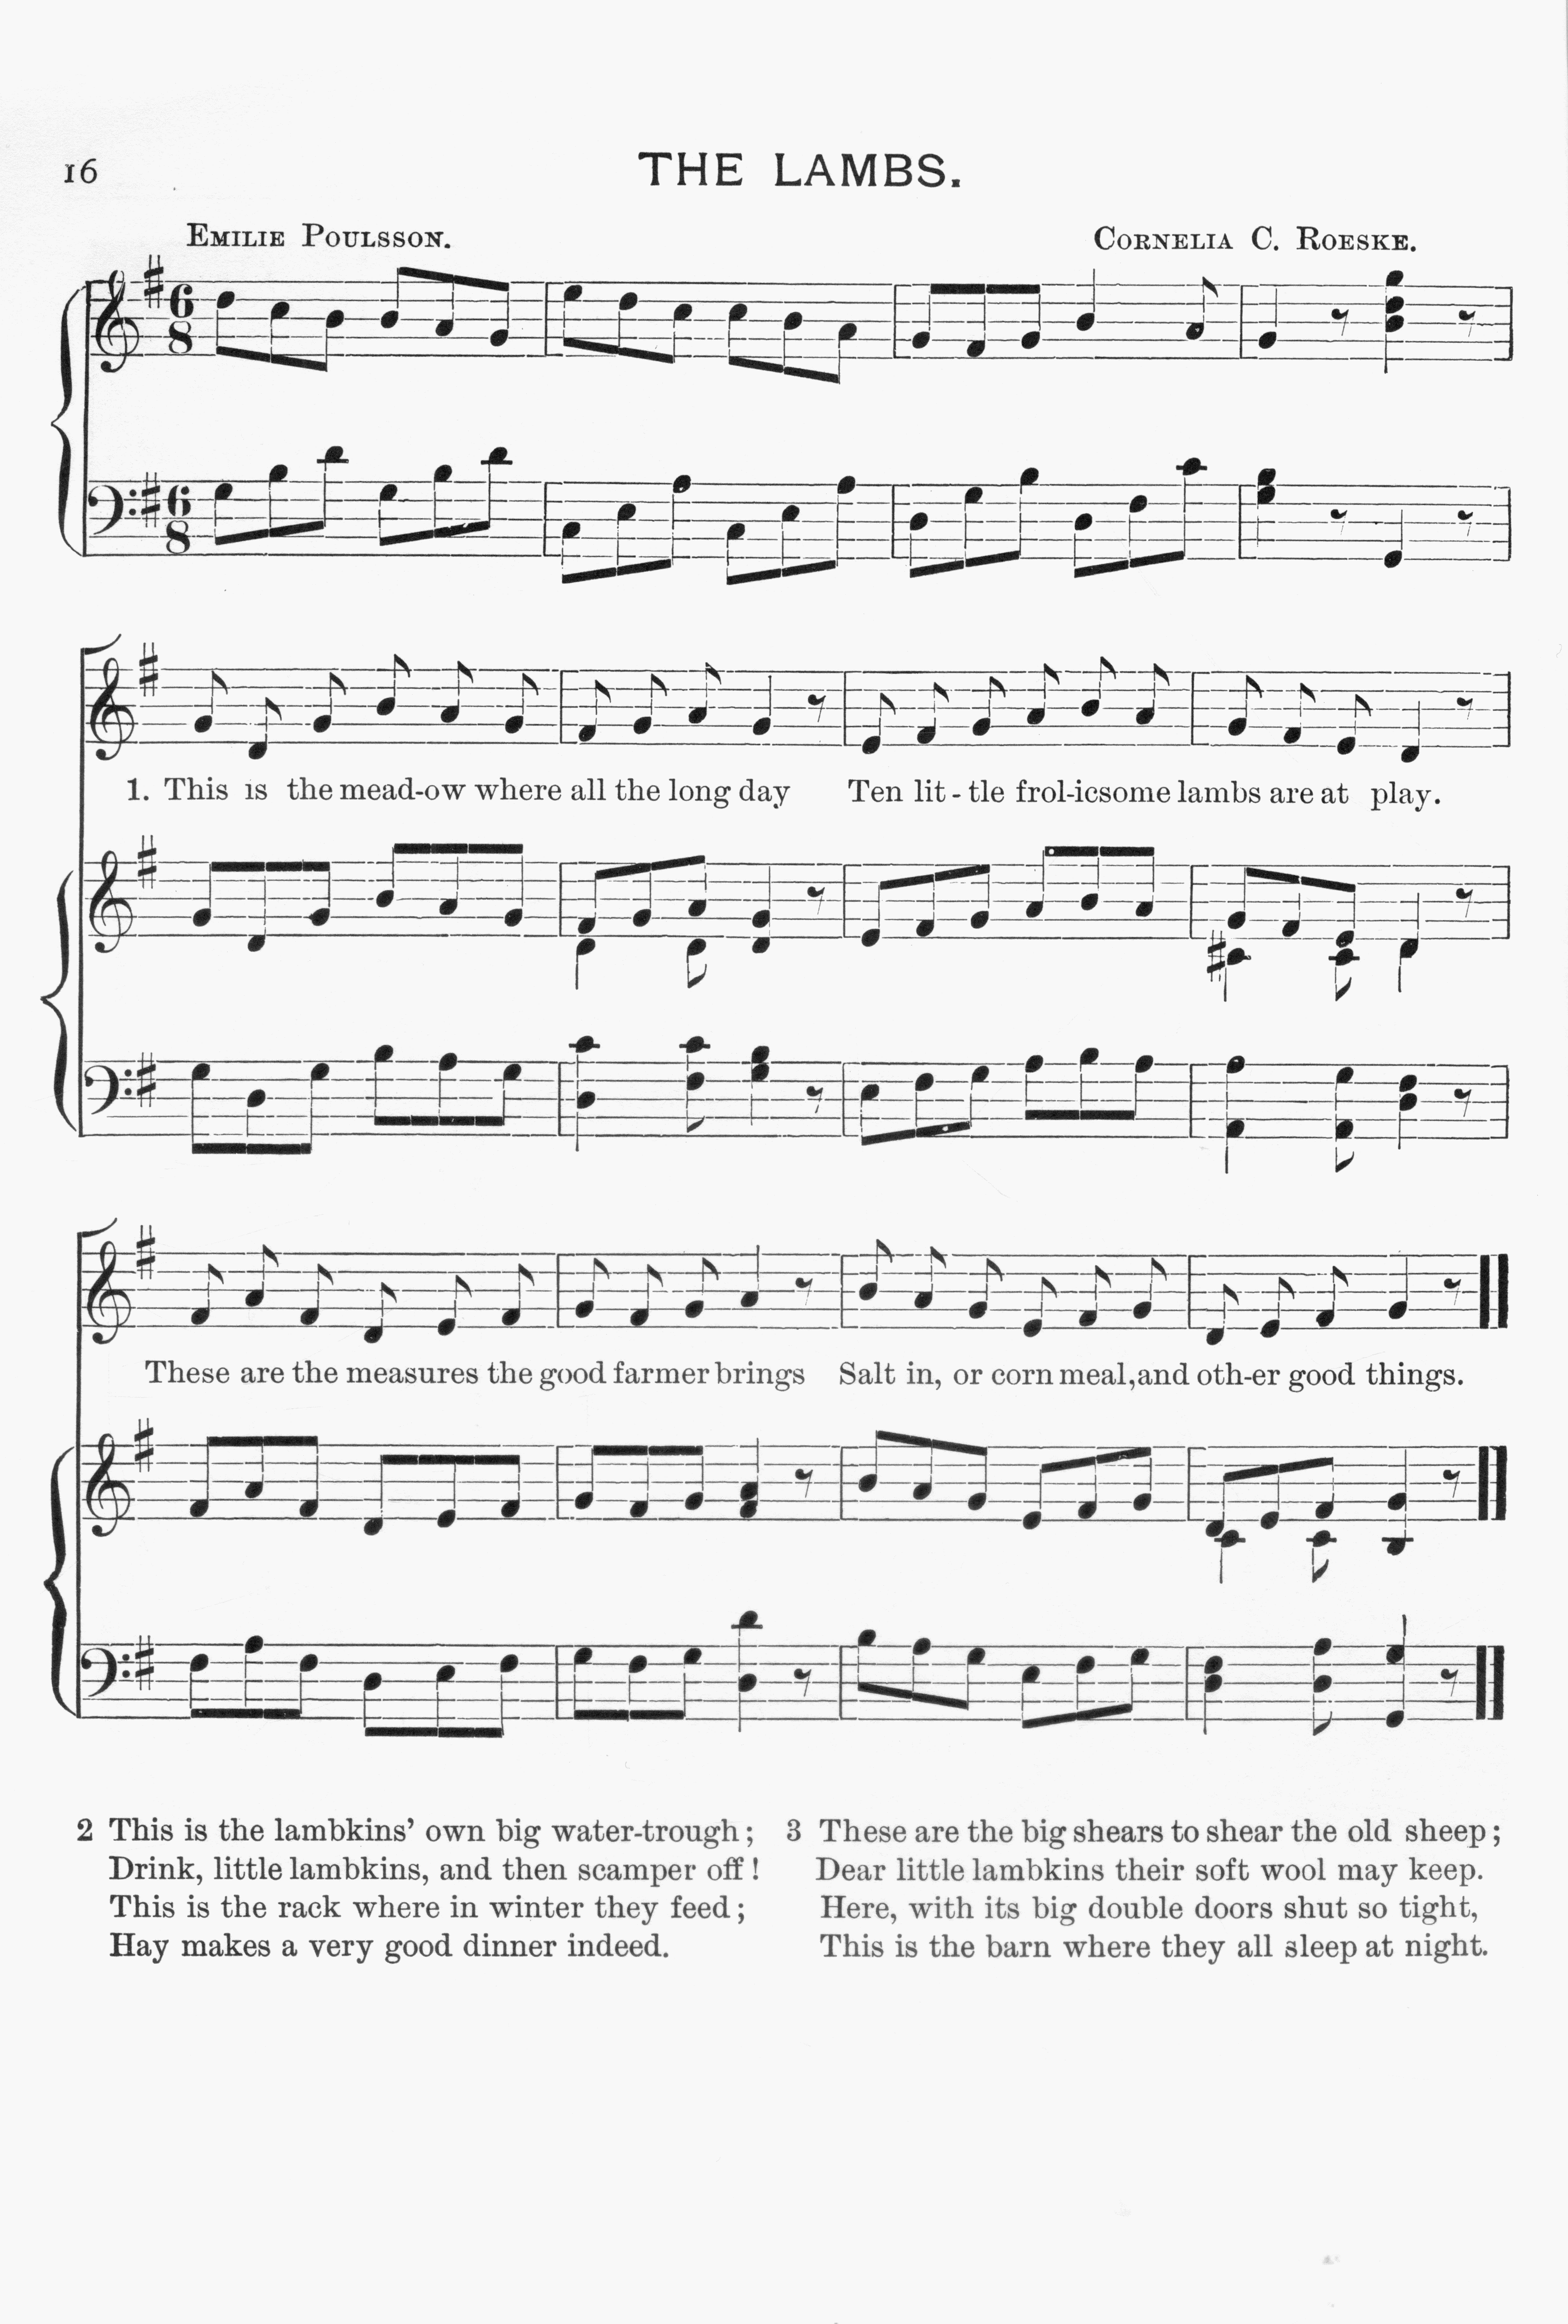 16
THE LAMBS.
EMILIE POULSSON.
CORNELIA C. ROESKE.
6
8
6
8
1. This is the mead-ow where all the long day Ten lit - tle frol-icsome lambs are at play.
These are the measures the good farmer brings Salt in, or corn meal, and oth-er good things.
2 This is the lambkins’ own big water-trough;
Drink, little lambkins, and then scamper off!
This is the rack where in winter they feed;
Hay makes a very good dinner indeed.
3 These are the big shears to shear the old sheep;
Dear little lambkins their soft wool may keep.
Here, with its big double doors shut so tight,
This is the barn where they all sleep at night.